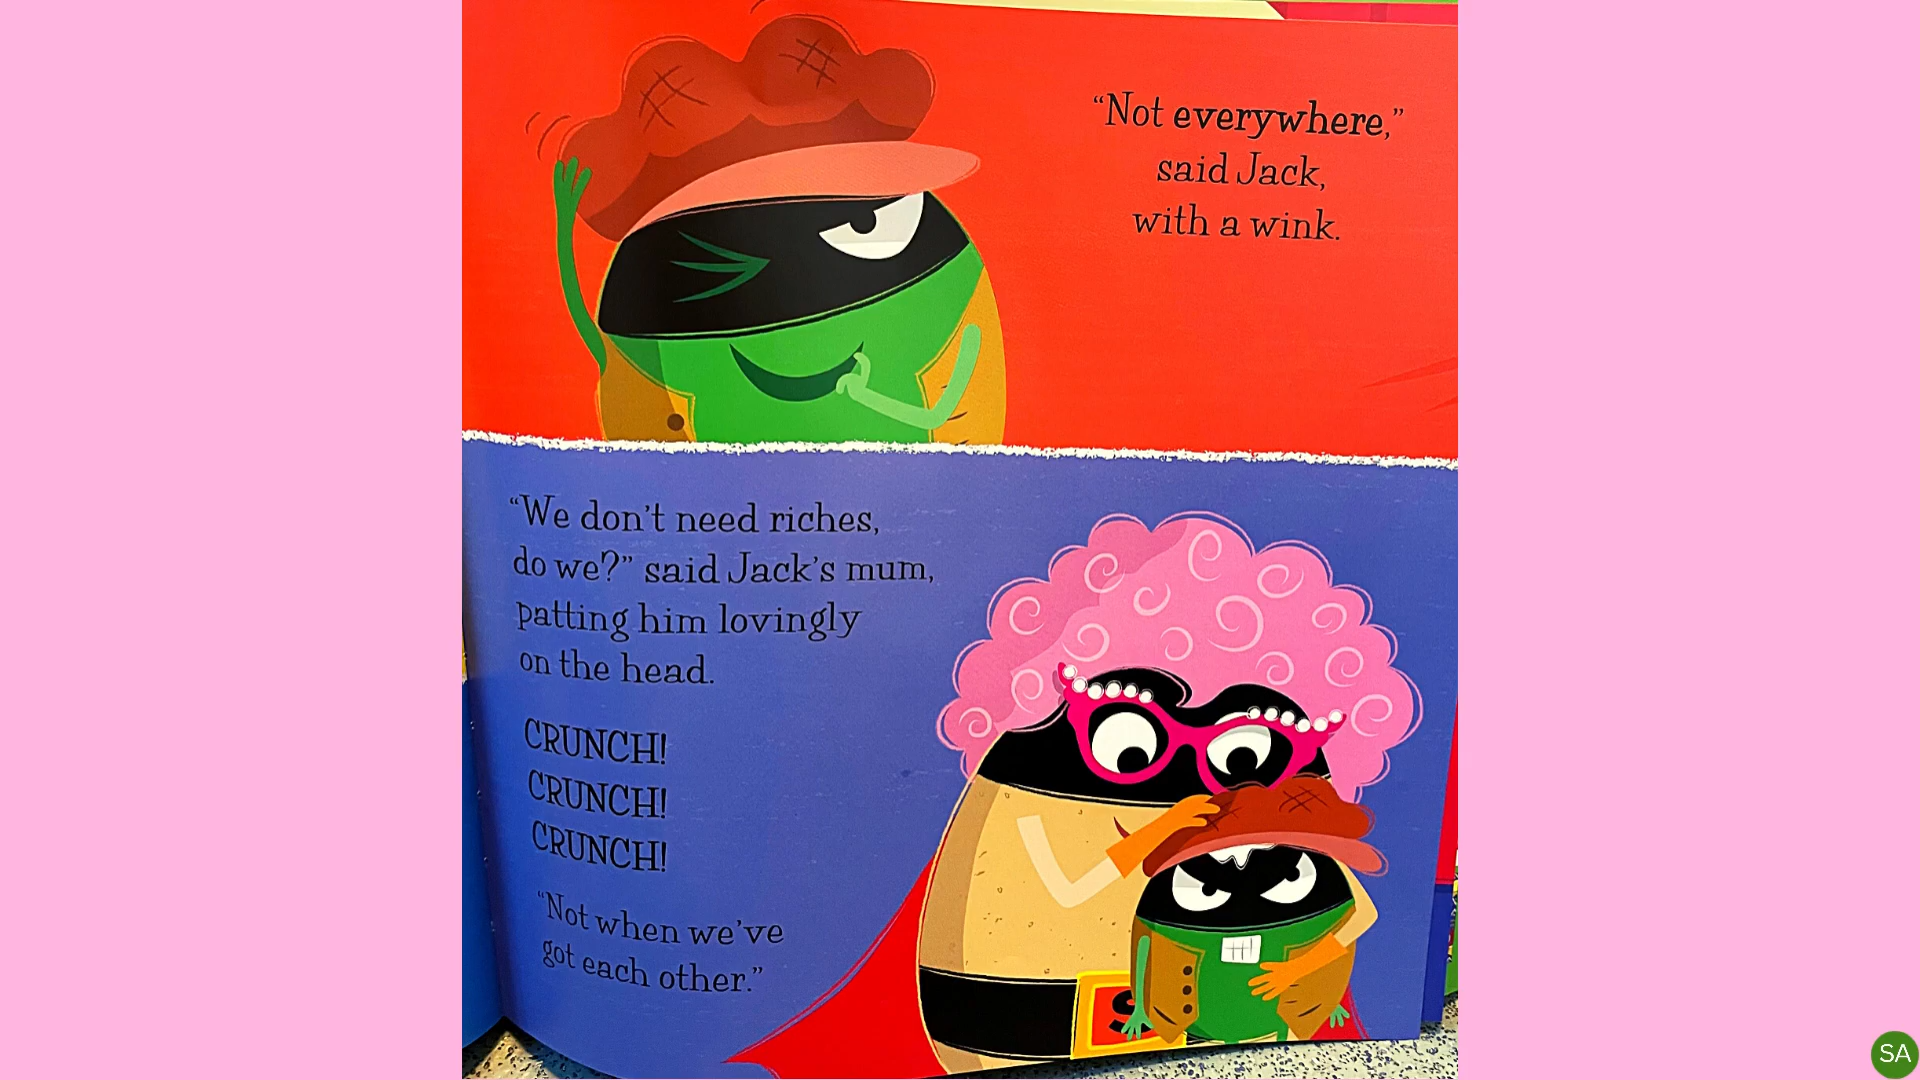 “Not everywhere,”
said Jack,
with a wink.
“We don’t need riches,
do we?” said Jack’s mum,
patting him lovingly
on the head.
CRUNCH!
CRUNCH!
CRUNCH!
“Not when we’ve
got each other.”
S
SA